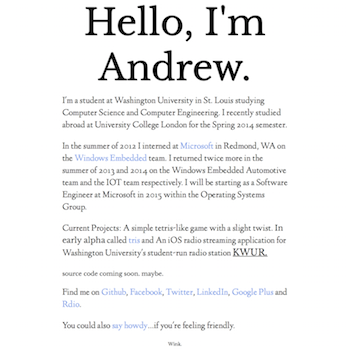 Hello, I'm
Andrew.
I'm a student at Washington University in St. Louis studying
Computer Science and Computer Engineering. I recently studied
abroad at University College London for the Spring 2014 semester.
In the summer of 2012 I interned at Microsoft in Redmond, WA on
the Windows Embedded team. I returned twice more in the
summer of 2013 and 2014 on the Windows Embedded Automotive
team and the IOT team respectively. I will be starting as a Software
Engineer at Microsoft in 2015 within the Operating Systems
Group.
Current Projects: A simple tetris-like game with a slight twist. In
early alpha called tris and An iOS radio streaming application for
Washington University's student-run radio station KWUR.
source code coming soon. maybe.
Find me on Github, Facebook, Twitter, LinkedIn, Google Plus and
Rdio.
You could also say howdy...if you're feeling friendly.
Wink.